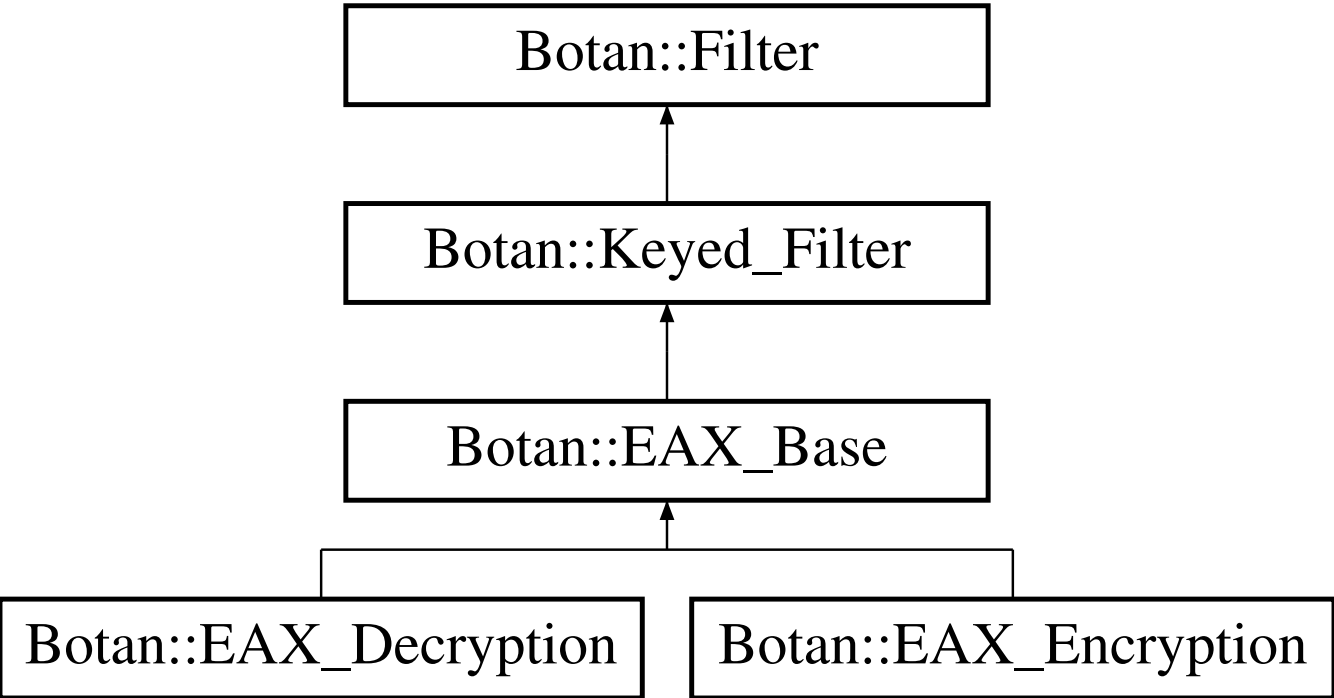 Botan::Filter
Botan::Keyed_Filter
Botan::EAX_Base
Botan::EAX_Decryption
Botan::EAX_Encryption